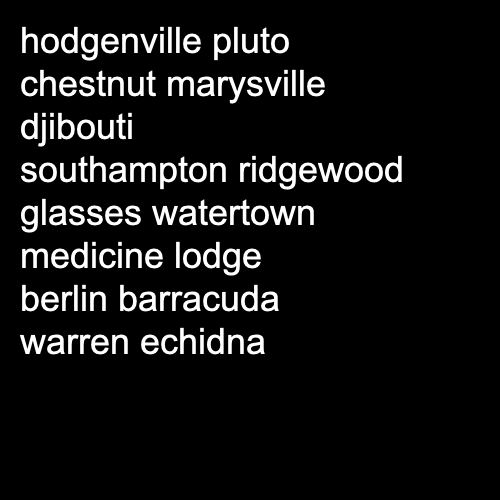 hodgenville pluto
chestnut marysville
djibouti
southampton ridgewood
glasses watertown
medicine lodge
berlin barracuda
warren echidna